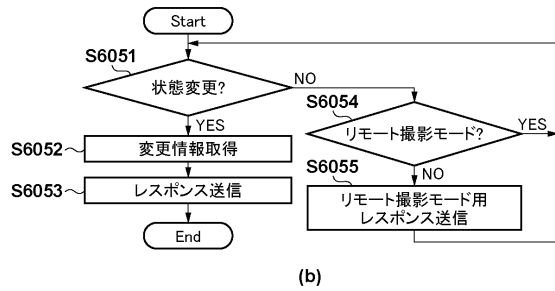 Start
S6051
状態変更?
NO
YES
S6052
変更情報取得
S6053
レスポンス送信
End
S6054
リモート撮影モード?
YES
NO
S6055
リモート撮影モード用
レスポンス送信
(b)